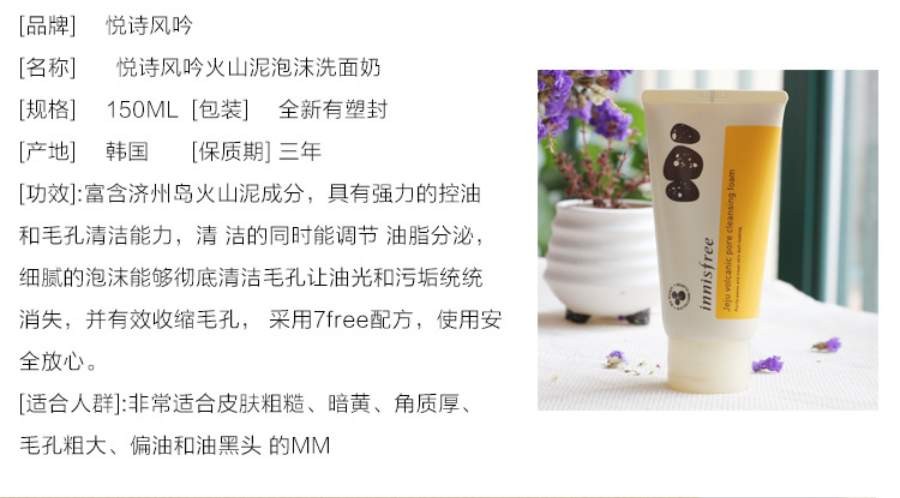 [品牌] 悦诗风吟
[名称] 悦诗风吟火山泥泡沫洗面奶
[规格] 150ML [包装] 全新有塑封
[产地] 韩国 [保质期] 三年
[功效]:富含济州岛火山泥成分，具有强力的控油
和毛孔清洁能力，清 洁的同时能调节 油脂分泌，
细腻的泡沫能够彻底清洁毛孔让油光和污垢统统
消失，并有效收缩毛孔， 采用7free配方，使用安
全放心。
[适合人群]:非常适合皮肤粗糙、暗黄、角质厚、
毛孔粗大、偏油和油黑头 的MM
innisfree
Jeju volcanic pore cleansing foam